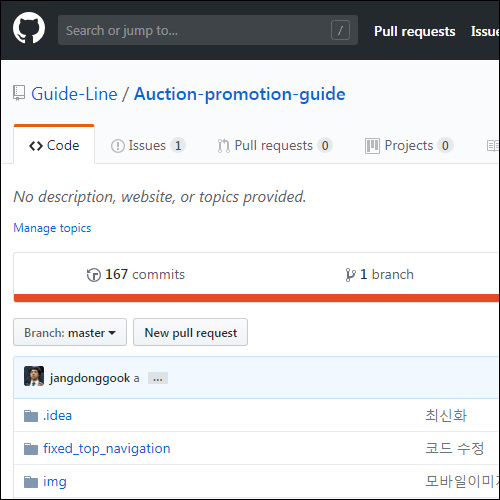 Search or jump to... / Pull requests Issue
Guide-Line / Auction-promotion-guide
Code Issues 1 Pull requests 0 Projects 0
No description, website, or topics provided.
Manage topics
167 commits 1 branch
Branch: master New pull request
jangdonggook a ...
.idea 최신화
fixed_top_navigation 코드 수정
img 모바일이미지